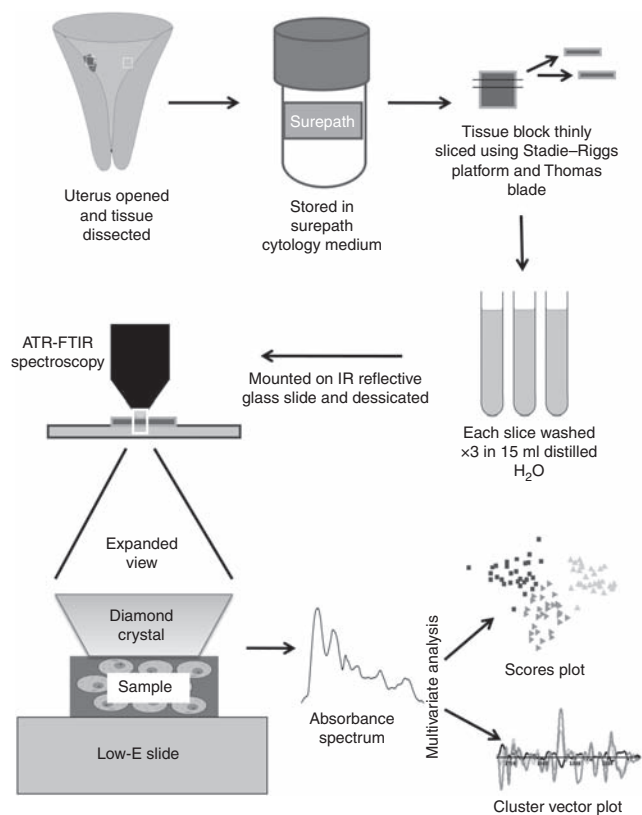 Uterus opened
and tissue
dissected
Surepath
Stored in
surepath
cytology medium
Tissue block thinly
sliced using Stadie–Riggs
platform and Thomas
blade
Each slice washed
×3 in 15 ml distilled
H₂O
Mounted on IR reflective
glass slide and dessicated
ATR-FTIR
spectroscopy
Expanded
view
Diamond
crystal
Sample
Low-E slide
Absorbance
spectrum
Multivariate analysis
Scores plot
Cluster vector plot